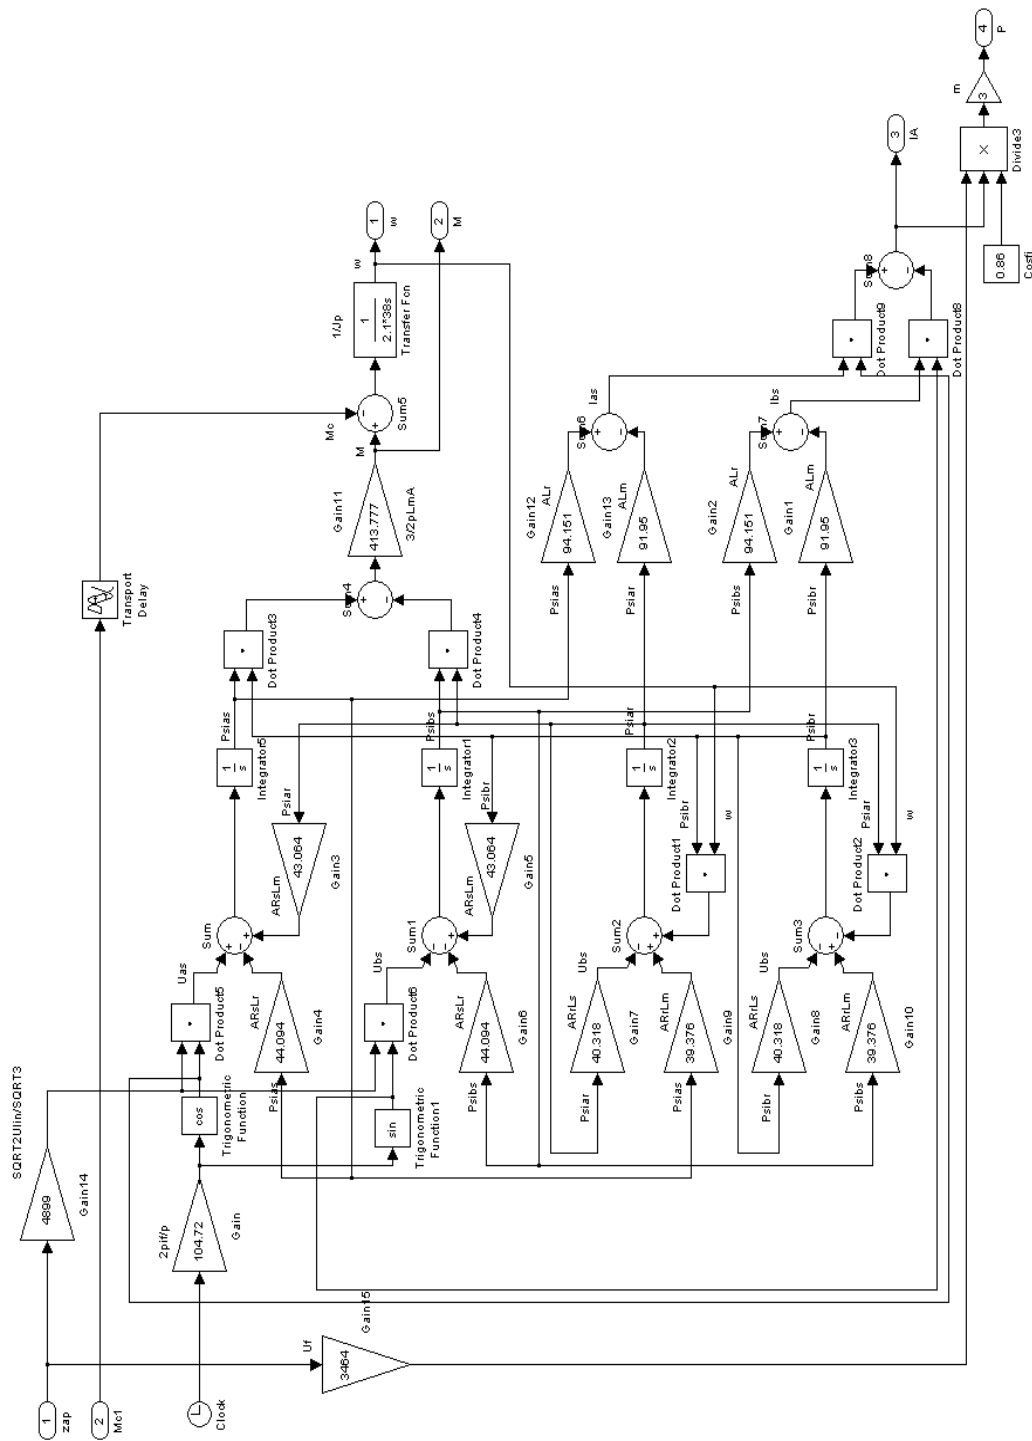 SQRT2Ulin/SQRT3
1
zap
4899
Gain14
2
Mc1
Transport
Delay
Mc
2pif/p
Clock
104.72
Gain
cos
Trigonometric
Function
Uas
Dot Product5
Sum
1
s
Integrator5
Psias
Dot Product3
ARsLr
44.094
Gain4
Psias
ARsLm
43.064
Gain3
Psiar
Uf
3464
Gain15
sin
Trigonometric
Function1
Ubs
Dot Product6
Sum1
1
s
Integrator1
Psibs
Dot Product4
Sum4
Gain11
413.777
3/2pLmA
M
Sum5
1/Jp
1
2.1*38s
Transfer Fcn
w
1
w
2
M
ARsLr
44.094
Gain6
Psibs
ARsLm
43.064
Gain5
Psibr
ARrLs
40.318
Gain7
Psiar
Ubs
Sum2
1
s
Integrator2
Psiar
ARrLm
39.376
Gain9
Psias
Dot Product1
Psibr
w
ARrLs
40.318
Gain8
Psibr
Ubs
Sum3
1
s
Integrator3
Psibr
ARrLm
39.376
Gain10
Psibs
Dot Product2
Psiar
w
Psias
Gain12
94.151
ALr
Sum6
Ias
Psiar
Gain13
91.95
ALm
Psibs
Gain2
94.151
ALr
Sum7
Ibs
Psibr
Gain1
91.95
ALm
Dot Product9
Dot Product8
Sum8
3
IA
0.86
Cosfi
Divide3
m
3
4
P